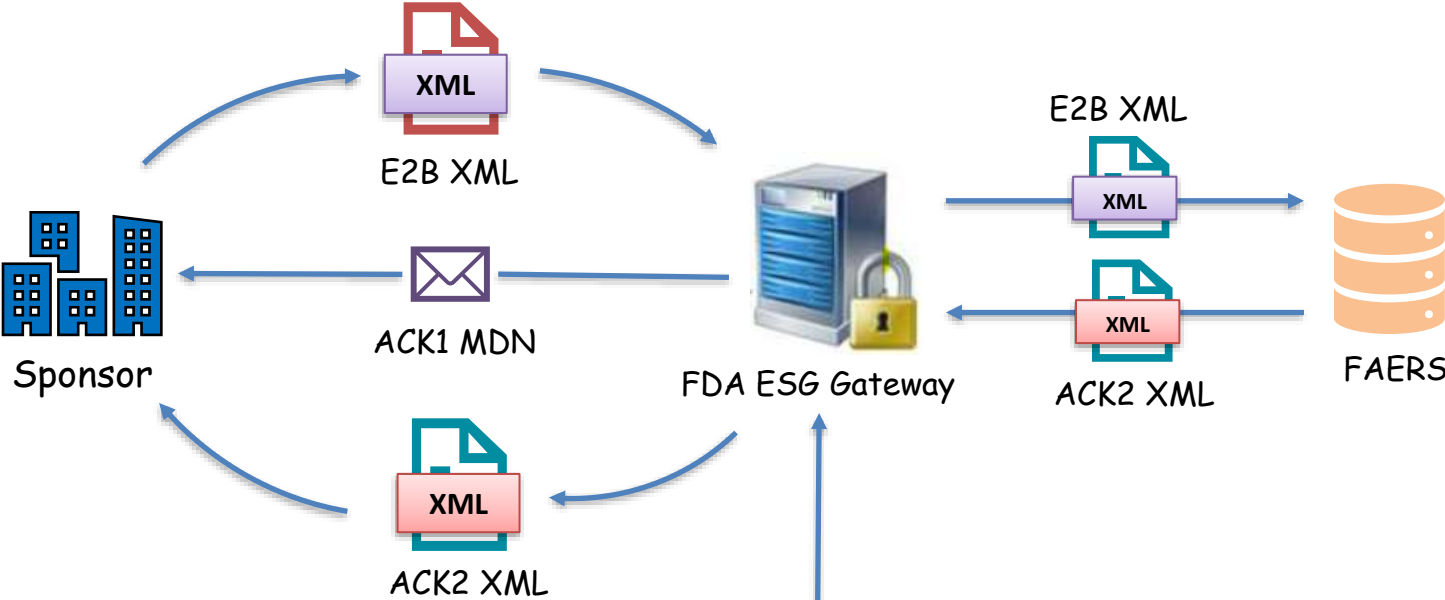 XML
E2B XML
ACK1 MDN
Sponsor
XML
ACK2 XML
FDA ESG Gateway
E2B XML
XML
XML
ACK2 XML
FAERS